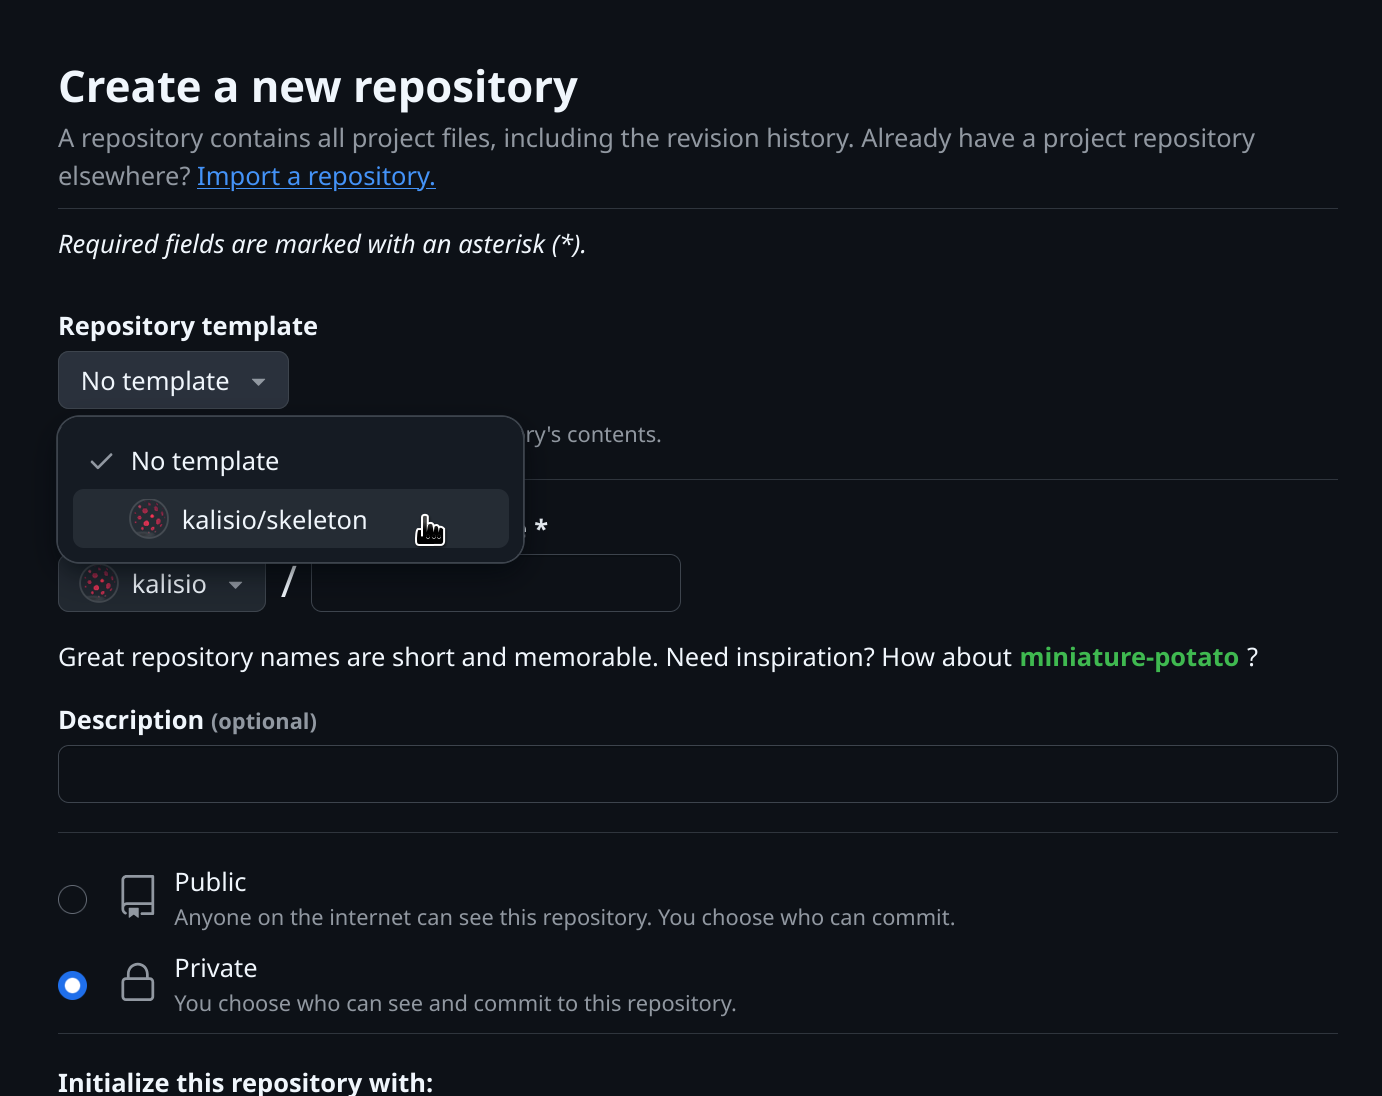 Create a new repository
A repository contains all project files, including the revision history. Already have a project repository
elsewhere? Import a repository.
Required fields are marked with an asterisk (*).
Repository template
No template
ry's contents.
No template
kalisio/skeleton
*
kalisio /
Great repository names are short and memorable. Need inspiration? How about miniature-potato ?
Description (optional)
Public
Anyone on the internet can see this repository. You choose who can commit.
Private
You choose who can see and commit to this repository.
Initialize this repository with: